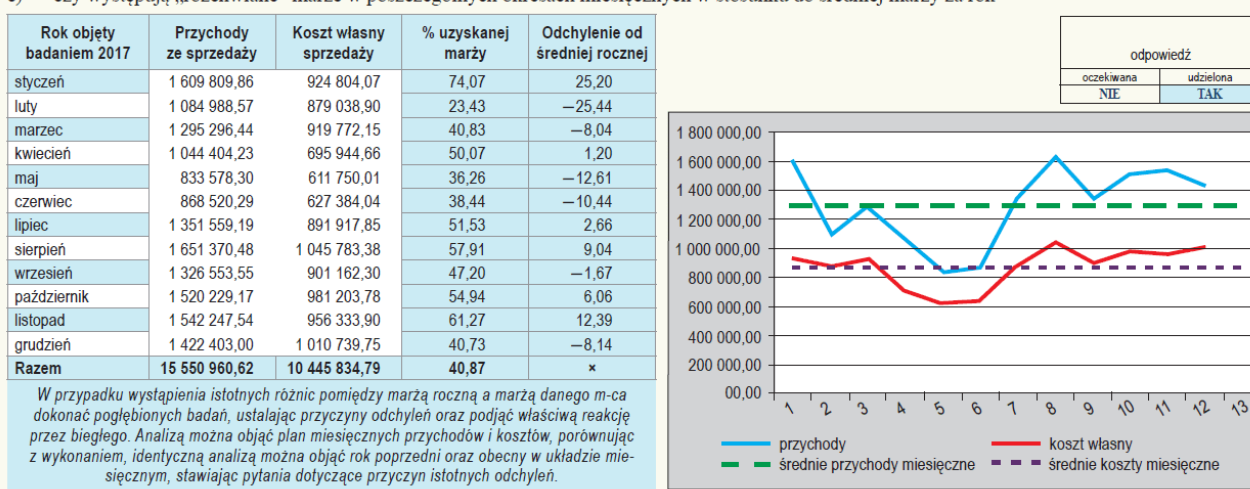 czy występują „rozchwiane” marże w poszczególnych okresach miesięcznych w stosunku do średniej marży za rok
Rok objęty badaniem 2017 Przychody ze sprzedaży Koszt własny sprzedaży % uzyskanej marży Odchylenie od średniej rocznej
styczeń 1 609 809,86 924 804,07 74,07 25,20
luty 1 084 988,57 879 038,90 23,43 –25,44
marzec 1 295 296,44 919 772,15 40,83 –8,04
kwiecień 1 044 404,23 695 944,66 50,07 1,20
maj 833 578,30 611 750,01 36,26 –12,61
czerwiec 868 520,29 627 384,04 38,44 –10,44
lipiec 1 351 559,19 891 917,85 51,53 2,66
sierpień 1 651 370,48 1 045 783,38 57,91 9,04
wrzesień 1 326 553,55 901 162,30 47,20 –1,67
październik 1 520 229,17 981 203,78 54,94 6,06
listopad 1 542 247,54 956 333,90 61,27 12,39
grudzień 1 422 403,00 1 010 739,75 40,73 –8,14
Razem 15 550 960,62 10 445 834,79 40,87 ×
W przypadku wystąpienia istotnych różnic pomiędzy marżą roczną a marżą danego m-ca
dokonać pogłębionych badań, ustalając przyczyny odchyleń oraz podjąć właściwą reakcję
przez biegłego. Analizą można objąć plan miesięcznych przychodów i kosztów, porównując
z wykonaniem, identyczną analizą można objąć rok poprzedni oraz obecny w układzie mie-
sięcznym, stawiając pytania dotyczące przyczyn istotnych odchyleń.
odpowiedź
oczekiwana udzielona
NIE TAK
1 800 000,00
1 600 000,00
1 400 000,00
1 200 000,00
1 000 000,00
800 000,00
600 000,00
400 000,00
200 000,00
00,00
1 2 3 4 5 6 7 8 9 10 11 12 13
przychody koszt własny
średnie przychody miesięczne średnie koszty miesięczne